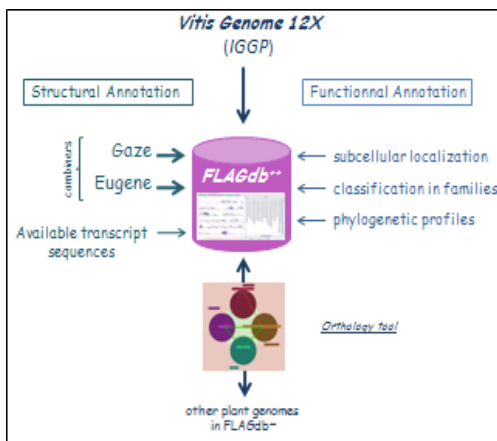 Vitis Genome 12X
(IGGP)
Structural Annotation
Functionnal Annotation
combiners
Gaze
Eugene
Available transcript
sequences
FLAGdb++
subcellular localization
classification in families
phylogenetic profiles
Orthology tool
other plant genomes
in FLAGdb++